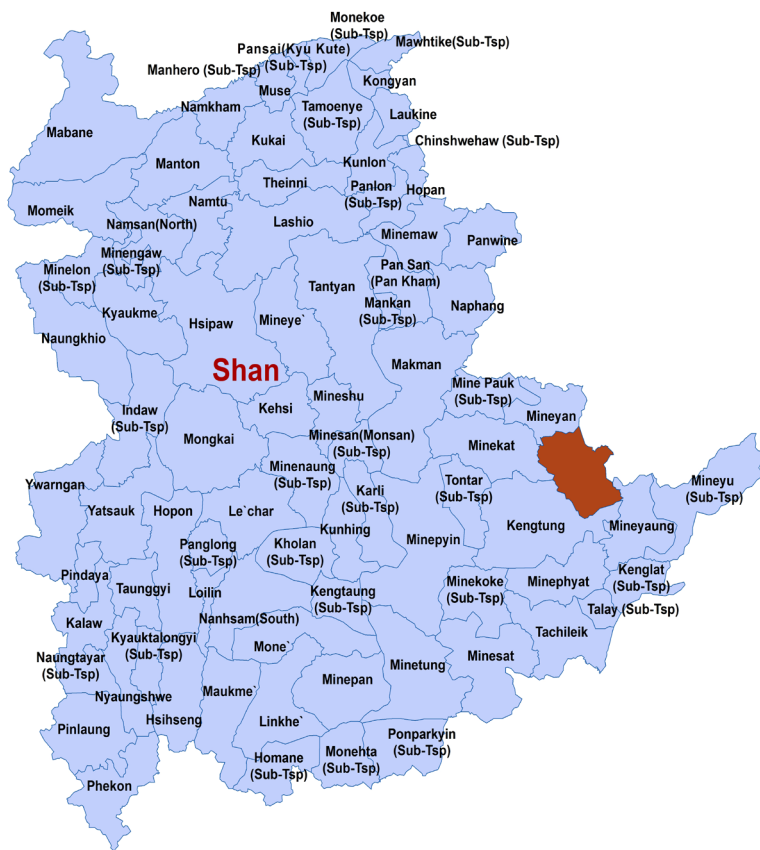 Monekoe
(Sub-Tsp)
Mawhtike(Sub-Tsp)
Pansai(Kyu Kute)
(Sub-Tsp)
Manhero (Sub-Tsp)
Kongyan
Muse
Namkham
Tamoenye
(Sub-Tsp)
Laukine
Mabane
Kukai
Chinshwehaw (Sub-Tsp)
Manton
Kunlon
Theinni
Panlon
(Sub-Tsp)
Hopan
Namtu
Momeik
Namsan(North)
Lashio
Minemaw
Panwine
Minengaw
(Sub-Tsp)
Minelon
(Sub-Tsp)
Pan San
(Pan Kham)
Tantyan
Mankan
(Sub-Tsp)
Naphang
Kyaukme
Hsipaw
Mineye`
Naungkhio
Shan
Makman
Mine Pauk
(Sub-Tsp)
Mineshu
Kehsi
Indaw
(Sub-Tsp)
Mineyan
Mongkai
Minesan(Monsan)
(Sub-Tsp)
Minekat
Minenaung
(Sub-Tsp)
Ywarngan
Karli
(Sub-Tsp)
Tontar
(Sub-Tsp)
Mineyu
(Sub-Tsp)
Yatsauk
Hopon
Le`char
Kunhing
Kengtung
Mineyaung
Minepyin
Panglong
(Sub-Tsp)
Kholan
(Sub-Tsp)
Pindaya
Taunggyi
Loilin
Kengtaung
(Sub-Tsp)
Minekoke
(Sub-Tsp)
Minephyat
Kenglat
(Sub-Tsp)
Talay (Sub-Tsp)
Kalaw
Nanhsam(South)
Kyauktalongyi
(Sub-Tsp)
Mone`
Tachileik
Naungtayar
(Sub-Tsp)
Minetung
Minesat
Minepan
Nyaungshwe
Maukme`
Hsihseng
Linkhe`
Pinlaung
Ponparkyin
(Sub-Tsp)
Homane
(Sub-Tsp)
Monehta
(Sub-Tsp)
Phekon